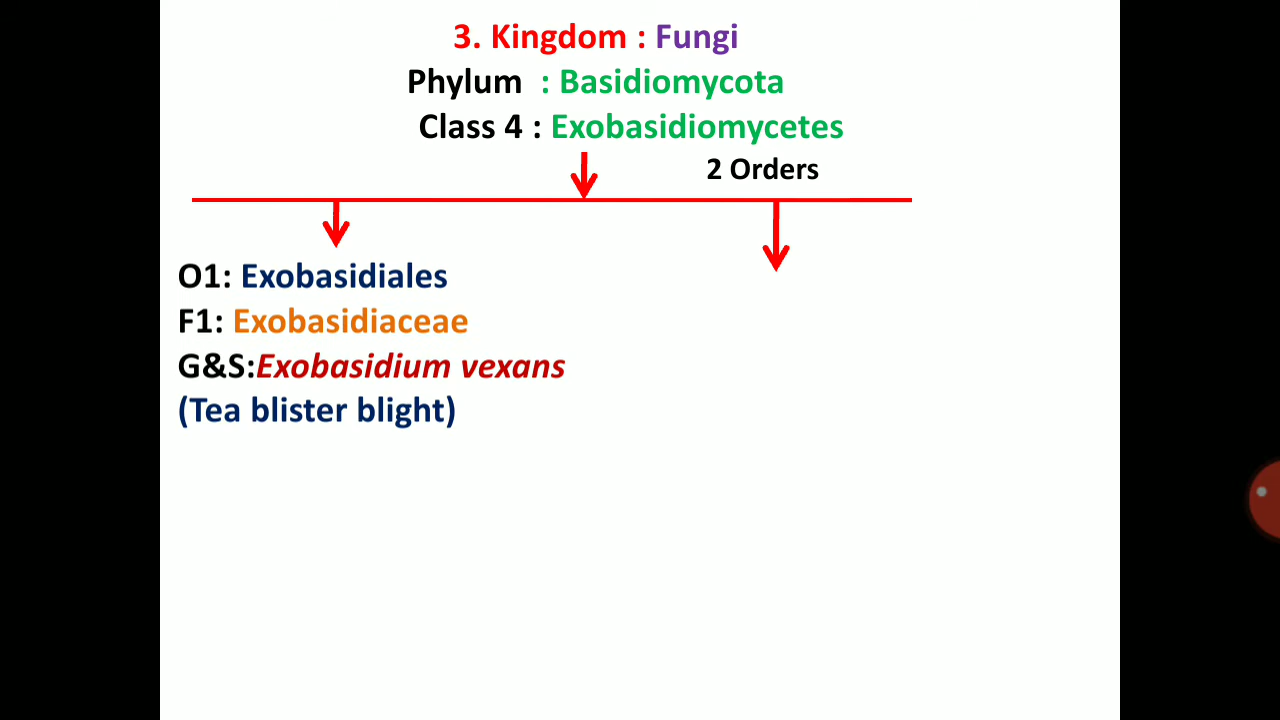 3. Kingdom : Fungi
Phylum : Basidiomycota
Class 4 : Exobasidiomycetes
2 Orders
O1: Exobasidiales
F1: Exobasidiaceae
G&S:Exobasidium vexans
(Tea blister blight)